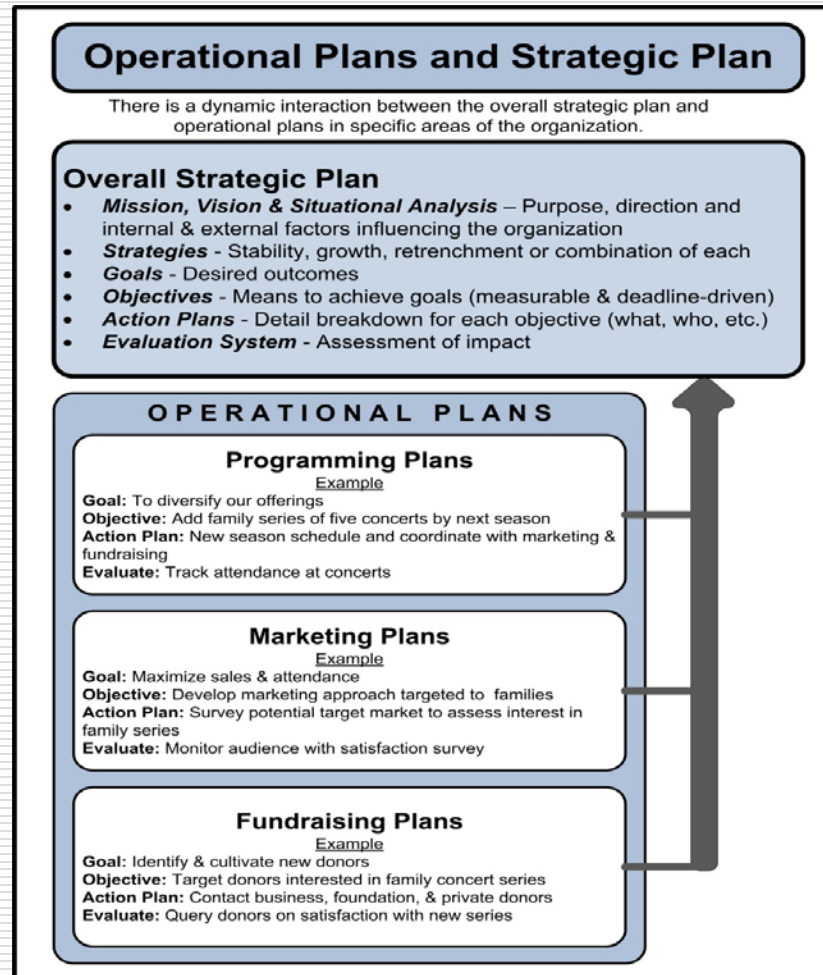 Operational Plans and Strategic Plan
There is a dynamic interaction between the overall strategic plan and
operational plans in specific areas of the organization.
Overall Strategic Plan
• Mission, Vision & Situational Analysis – Purpose, direction and
internal & external factors influencing the organization
• Strategies - Stability, growth, retrenchment or combination of each
• Goals - Desired outcomes
• Objectives - Means to achieve goals (measurable & deadline-driven)
• Action Plans - Detail breakdown for each objective (what, who, etc.)
• Evaluation System - Assessment of impact
OPERATIONAL PLANS
Programming Plans
Example
Goal: To diversify our offerings
Objective: Add family series of five concerts by next season
Action Plan: New season schedule and coordinate with marketing &
fundraising
Evaluate: Track attendance at concerts
Marketing Plans
Example
Goal: Maximize sales & attendance
Objective: Develop marketing approach targeted to families
Action Plan: Survey potential target market to assess interest in
family series
Evaluate: Monitor audience with satisfaction survey
Fundraising Plans
Example
Goal: Identify & cultivate new donors
Objective: Target donors interested in family concert series
Action Plan: Contact business, foundation, & private donors
Evaluate: Query donors on satisfaction with new series